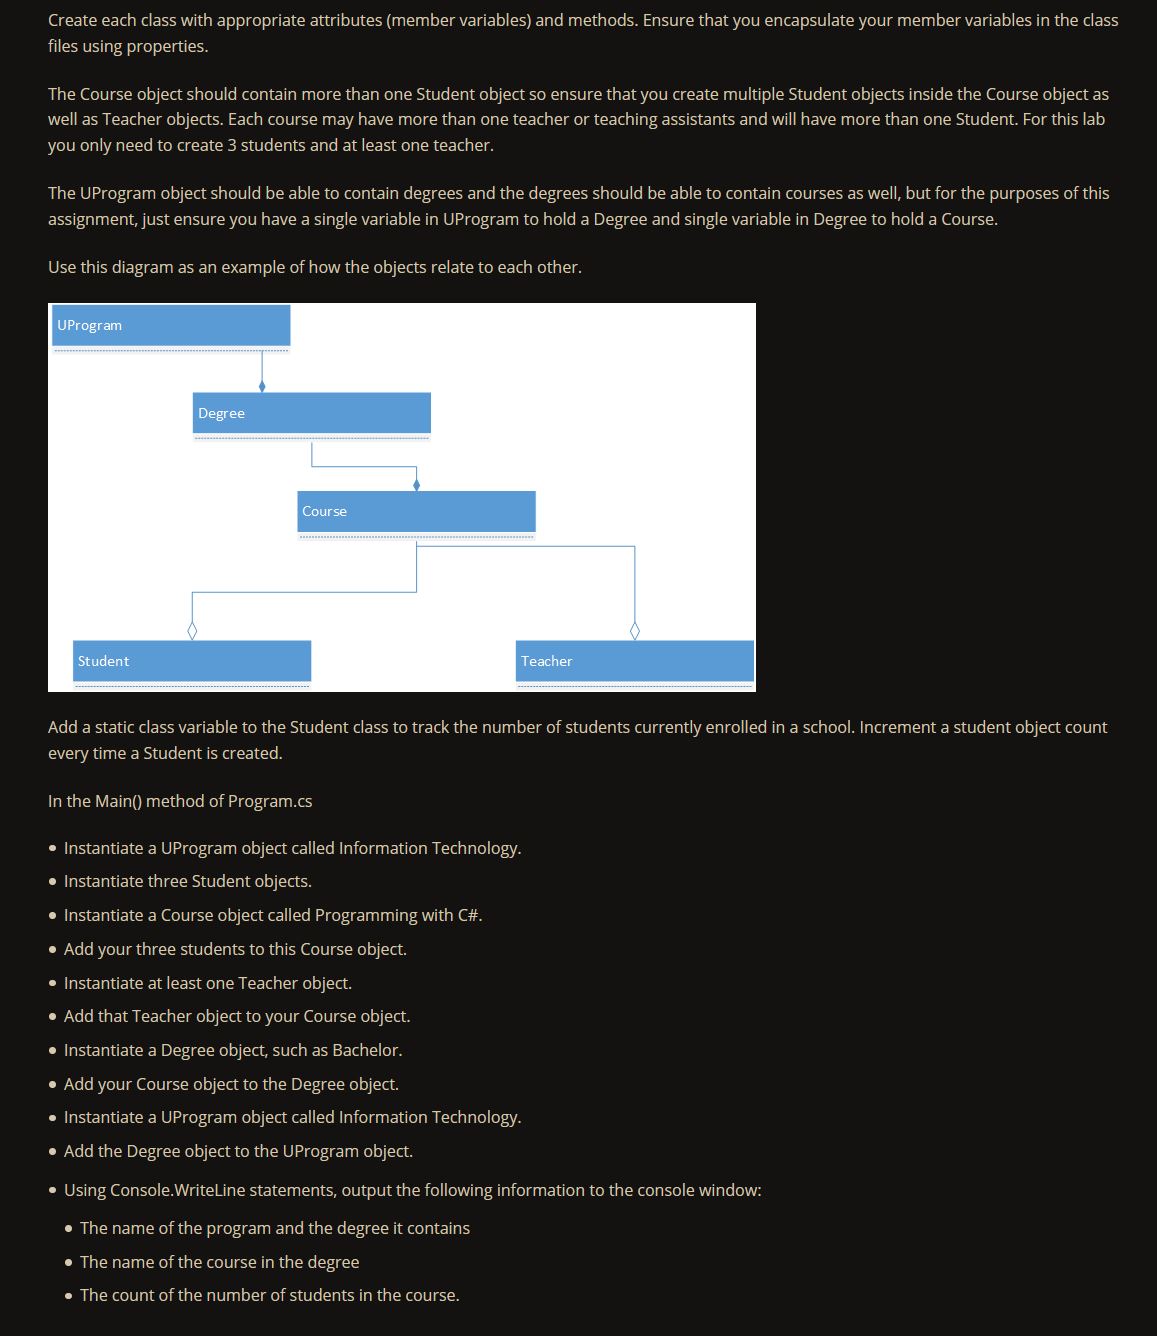 Create each class with appropriate attributes (member variables) and methods. Ensure that you encapsulate your member variables in the class
files using properties.
The Course object should contain more than one Student object so ensure that you create multiple Student objects inside the Course object as
well as Teacher objects. Each course may have more than one teacher or teaching assistants and will have more than one Student. For this lab
you only need to create 3 students and at least one teacher.
The UProgram object should be able to contain degrees and the degrees should be able to contain courses as well, but for the purposes of this
assignment, just ensure you have a single variable in UProgram to hold a Degree and single variable in Degree to hold a Course.
Use this diagram as an example of how the objects relate to each other.
UProgram
Degree
Course
Student
Teacher
Add a static class variable to the Student class to track the number of students currently enrolled in a school. Increment a student object count
every time a Student is created.
In the Main() method of Program.cs
• Instantiate a UProgram object called Information Technology.
• Instantiate three Student objects.
• Instantiate a Course object called Programming with C#.
• Add your three students to this Course object.
• Instantiate at least one Teacher object.
• Add that Teacher object to your Course object.
• Instantiate a Degree object, such as Bachelor.
• Add your Course object to the Degree object.
• Instantiate a UProgram object called Information Technology.
• Add the Degree object to the UProgram object.
• Using Console.WriteLine statements, output the following information to the console window:
• The name of the program and the degree it contains
• The name of the course in the degree
• The count of the number of students in the course.